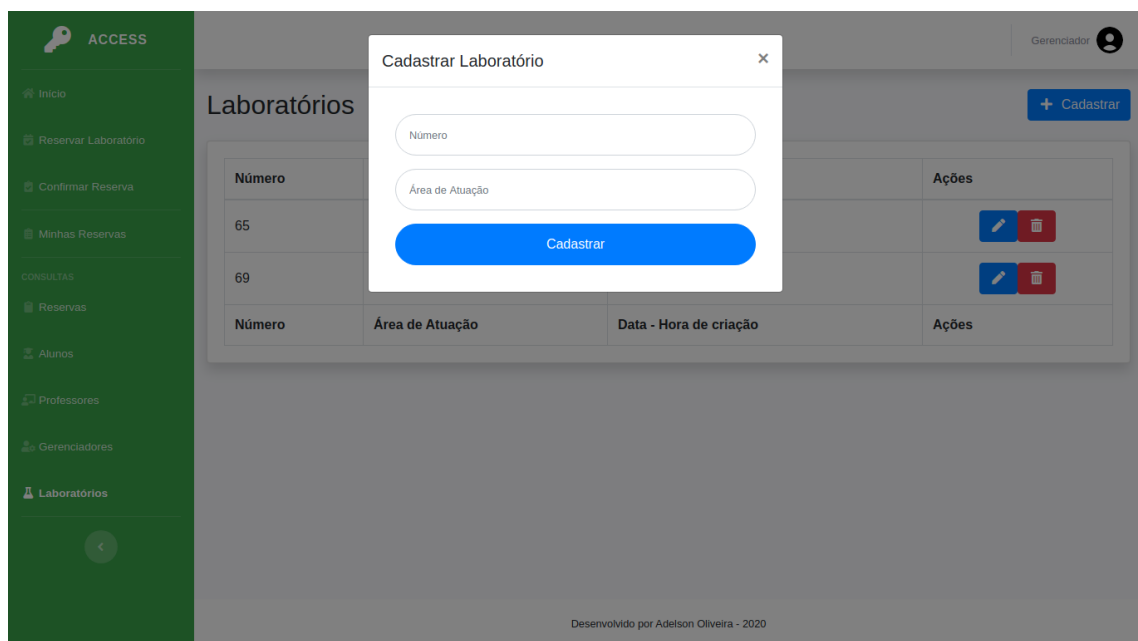 ACCESS
Inicio
Reservar Laboratório
Confirmar Reserva
Minhas Reservas
CONSULTAS
Reservas
Alunos
Professores
Gerenciadores
Laboratórios
Gerenciador
Laboratórios
+ Cadastrar
Cadastrar Laboratório ×
Número
Área de Atuação
Cadastrar
Número Ações
65
69
Número Área de Atuação Data - Hora de criação Ações
Desenvolvido por Adelson Oliveira - 2020